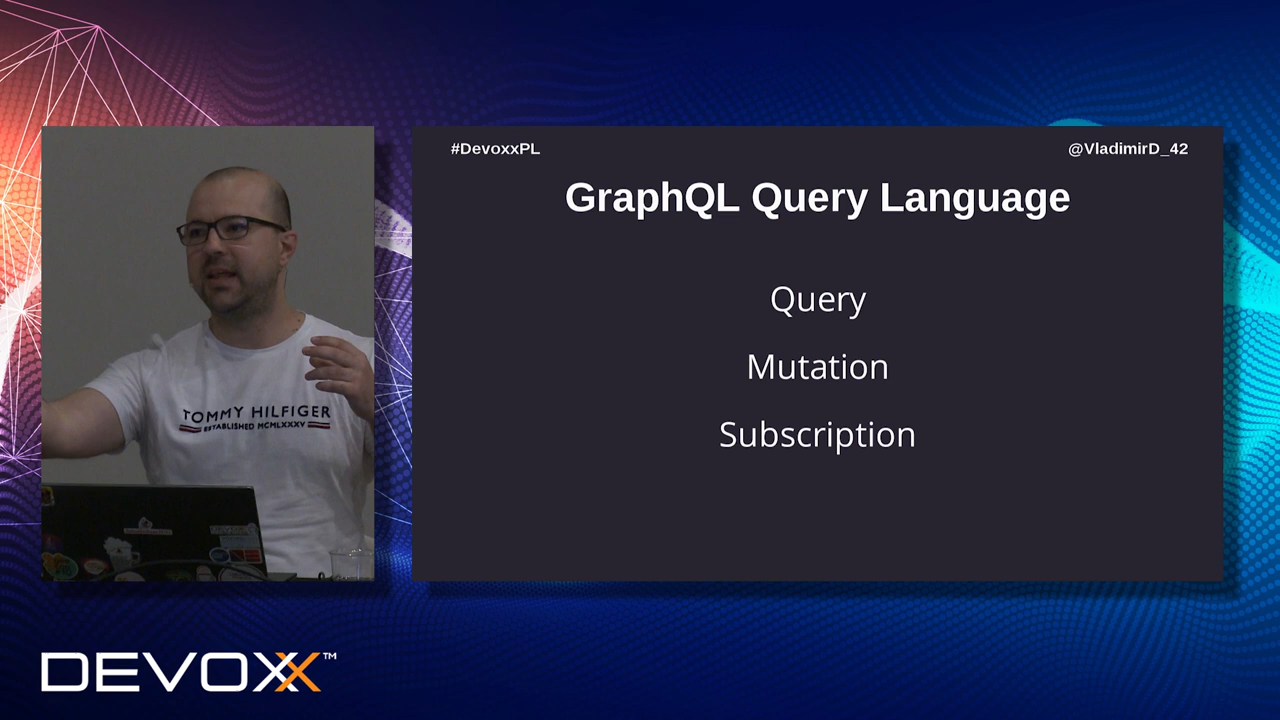 #DevoxxPL
@VladimirD_42
GraphQL Query Language
Query
Mutation
Subscription
TOMMY HILFIGER
ESTABLISHED MCMLXXXV
DEVOXX™